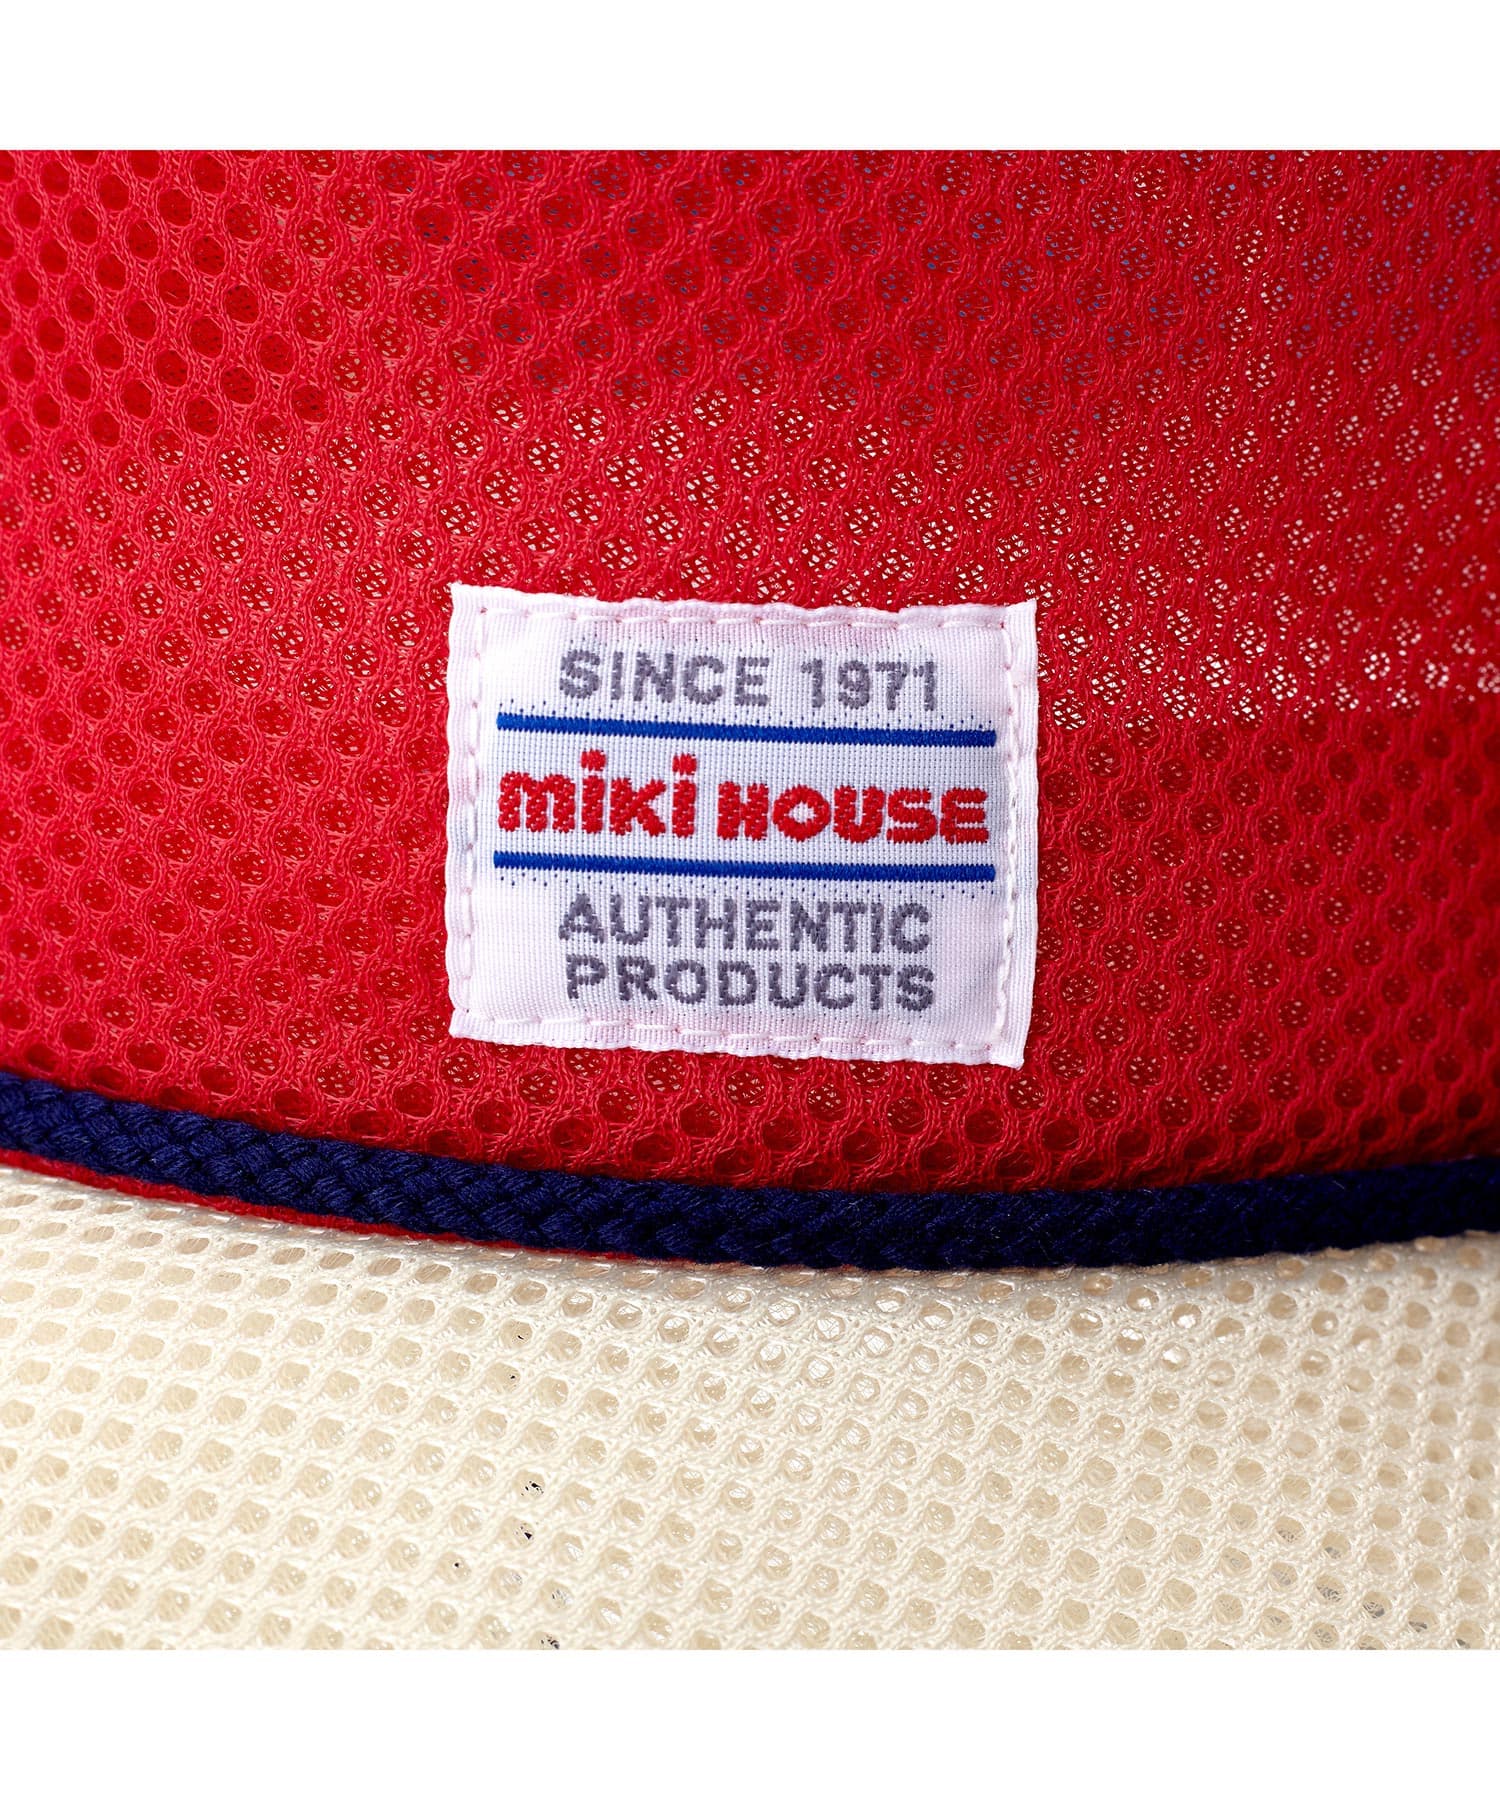 SINCE 1971
miki HOUSE
AUTHENTIC
PRODUCTS